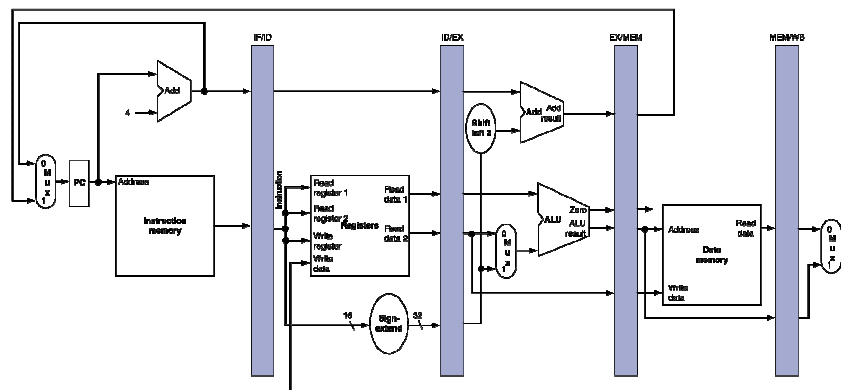 IF/ID
ID/EX
EX/MEM
MEM/WB
Add
4
Shift
left 2
Add
Add
result
0
M
u
x
1
PC
Address
Instruction
memory
Instruction
Read
register 1
Read
register 2
Registers
Write
register
Write
data
Read
data 1
Read
data 2
0
M
u
x
1
ALU
Zero
ALU
result
Address
Read
data
Data
memory
Write
data
0
M
u
x
1
16
Sign-
extend
32